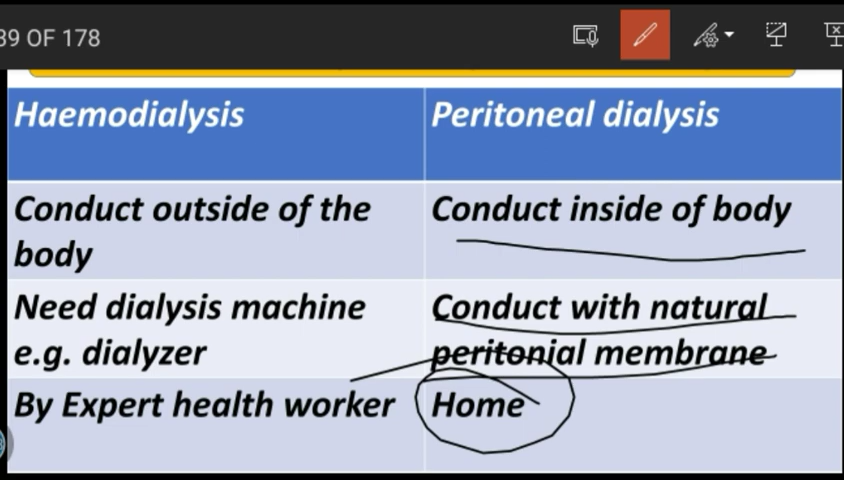 39 OF 178
Haemodialysis
Peritoneal dialysis
Conduct outside of the
body
Conduct inside of body
Need dialysis machine
e.g. dialyzer
Conduct with natural
peritonial membrane
By Expert health worker
Home